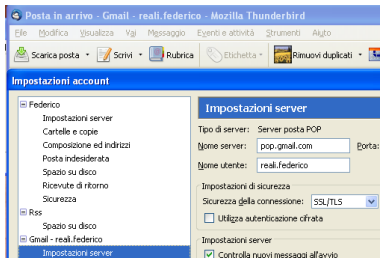 Posta in arrivo - Gmail - reali.federico - Mozilla Thunderbird
File Modifica Visualizza Vai Messaggio Eventi e attività Strumenti Aiuto
Scarica posta Scrivi Rubrica Etichetta Rimuovi duplicati
Impostazioni account
Federico
Impostazioni server
Cartelle e copie
Composizione ed indirizzi
Posta indesiderata
Spazio su disco
Ricevute di ritorno
Sicurezza
Rss
Spazio su disco
Gmail - reali.federico
Impostazioni server
Impostazioni server
Tipo di server: Server posta POP
Nome server: pop.gmail.com Porta:
Nome utente: reali.federico
Impostazioni di sicurezza
Sicurezza della connessione: SSL/TLS
Utilizza autenticazione cifrata
Impostazioni server
Controlla nuovi messaggi all'avvio